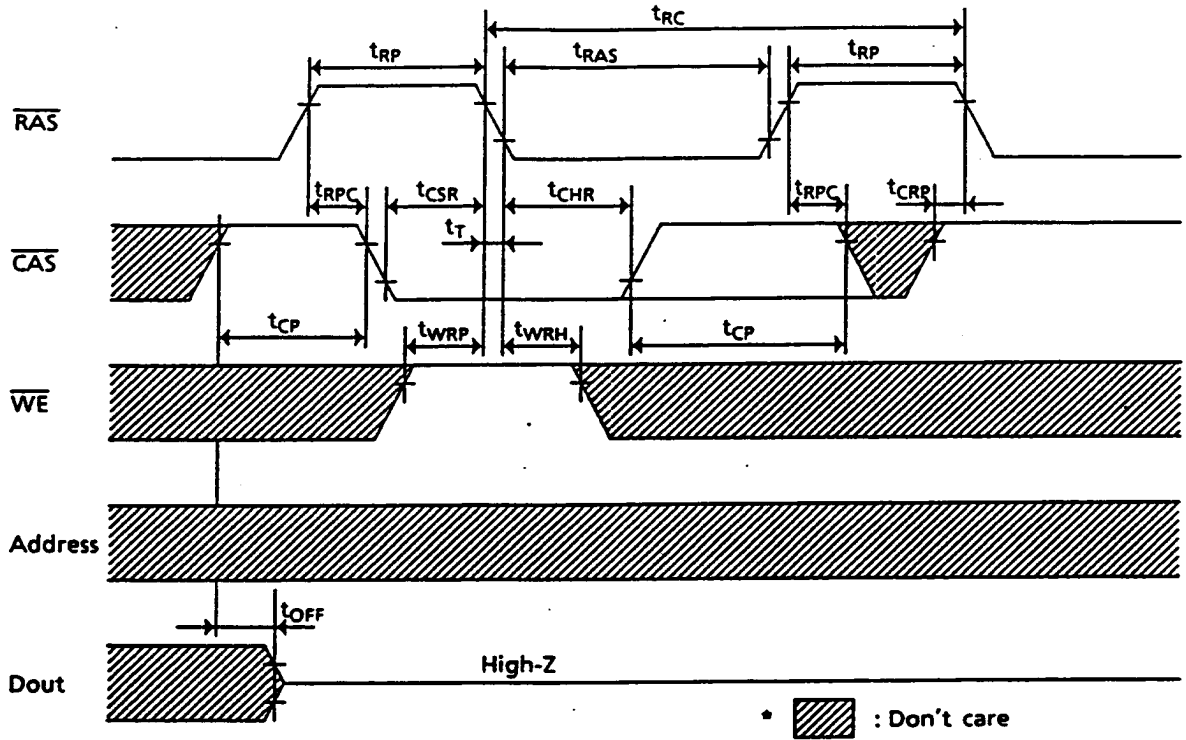 tRC
tRP tRAS tRP
RAS
tRPC tCSR tCHR tRPC tCRP
tT
CAS
tCP tWRP tWRH tCP
WE
Address
tOFF
High-Z
Dout
* : Don't care